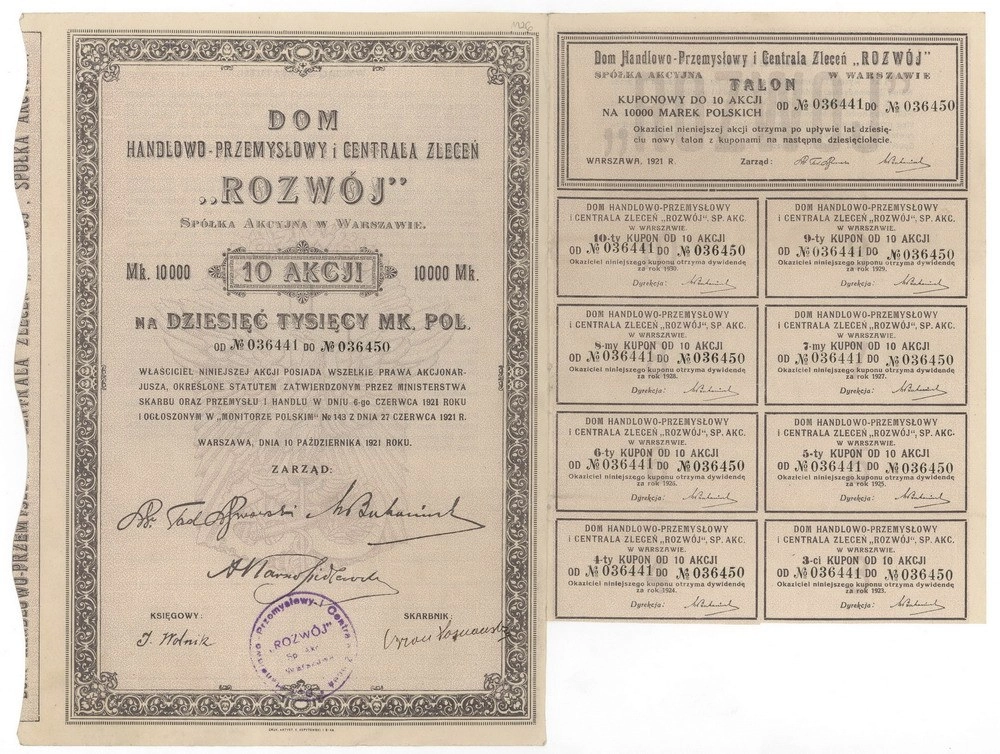 DOM
HANDLOWO-PRZEMYSŁOWY i CENTRALA ZLECEŃ
„ROZWÓJ”
SPÓŁKA AKCYJNA W WARSZAWIE.
Mk. 10000 10 AKCJI 10000 Mk.
NA DZIESIĘĆ TYSIĘCY MK. POL.
OD № 036441 DO № 036450
WŁAŚCICIEL NINIEJSZEJ AKCJI POSIADA WSZELKIE PRAWA AKCJONAR-
JUSZA, OKREŚLONE STATUTEM ZATWIERDZONYM PRZEZ MINISTERSTWA
SKARBU ORAZ PRZEMYSŁU I HANDLU W DNIU 6-go CZERWCA 1921 ROKU
I OGŁOSZONYM W „MONITORZE POLSKIM” № 143 Z DNIA 27 CZERWCA 1921 R.
WARSZAWA, DNIA 10 PAŹDZIERNIKA 1921 ROKU.
ZARZĄD:
KSIĘGOWY: SKARBNIK:
J. Wolnik
„ROZWÓJ”
Sp. Akc.
Warszawa
Dom Handlowo-Przemysłowy i Centrala Zleceń „ROZWÓJ”
SPÓŁKA AKCYJNA W WARSZAWIE
TALON
KUPONOWY DO 10 AKCJI
NA 10000 MAREK POLSKICH
OD № 036441 DO № 036450
Okaziciel nieniejszej akcji otrzyma po upływie lat dziesię-
ciu nowy talon z kuponami na następne dziesięciolecie.
WARSZAWA, 1921 R. Zarząd:
DOM HANDLOWO-PRZEMYSŁOWY
i CENTRALA ZLECEŃ „ROZWÓJ“, SP. AKC.
W WARSZAWIE.
10-ty KUPON OD 10 AKCJI
OD № 036441 DO № 036450
Okaziciel niniejszego kuponu otrzyma dywidendę
za rok 1930.
Dyrekcja:
DOM HANDLOWO-PRZEMYSŁOWY
i CENTRALA ZLECEŃ „ROZWÓJ“, SP. AKC.
W WARSZAWIE.
9-ty KUPON OD 10 AKCJI
OD № 036441 DO № 036450
Okaziciel niniejszego kuponu otrzyma dywidendę
za rok 1929.
Dyrekcja:
DOM HANDLOWO-PRZEMYSŁOWY
i CENTRALA ZLECEŃ „ROZWÓJ“, SP. AKC.
W WARSZAWIE.
8-my KUPON OD 10 AKCJI
OD № 036441 DO № 036450
Okaziciel niniejszego kuponu otrzyma dywidendę
za rok 1928.
Dyrekcja:
DOM HANDLOWO-PRZEMYSŁOWY
i CENTRALA ZLECEŃ „ROZWÓJ“, SP. AKC.
W WARSZAWIE.
7-my KUPON OD 10 AKCJI
OD № 036441 DO № 036450
Okaziciel niniejszego kuponu otrzyma dywidendę
za rok 1927.
Dyrekcja:
DOM HANDLOWO-PRZEMYSŁOWY
i CENTRALA ZLECEŃ „ROZWÓJ“, SP. AKC.
W WARSZAWIE.
6-ty KUPON OD 10 AKCJI
OD № 036441 DO № 036450
Okaziciel niniejszego kuponu otrzyma dywidendę
za rok 1926.
Dyrekcja:
DOM HANDLOWO-PRZEMYSŁOWY
i CENTRALA ZLECEŃ „ROZWÓJ“, SP. AKC.
W WARSZAWIE.
5-ty KUPON OD 10 AKCJI
OD № 036441 DO № 036450
Okaziciel niniejszego kuponu otrzyma dywidendę
za rok 1925.
Dyrekcja:
DOM HANDLOWO-PRZEMYSŁOWY
i CENTRALA ZLECEŃ „ROZWÓJ“, SP. AKC.
W WARSZAWIE.
4-ty KUPON OD 10 AKCJI
OD № 036441 DO № 036450
Okaziciel niniejszego kuponu otrzyma dywidendę
za rok 1924.
Dyrekcja:
DOM HANDLOWO-PRZEMYSŁOWY
i CENTRALA ZLECEŃ „ROZWÓJ“, SP. AKC.
W WARSZAWIE.
3-ci KUPON OD 10 AKCJI
OD № 036441 DO № 036450
Okaziciel niniejszego kuponu otrzyma dywidendę
za rok 1923.
Dyrekcja: